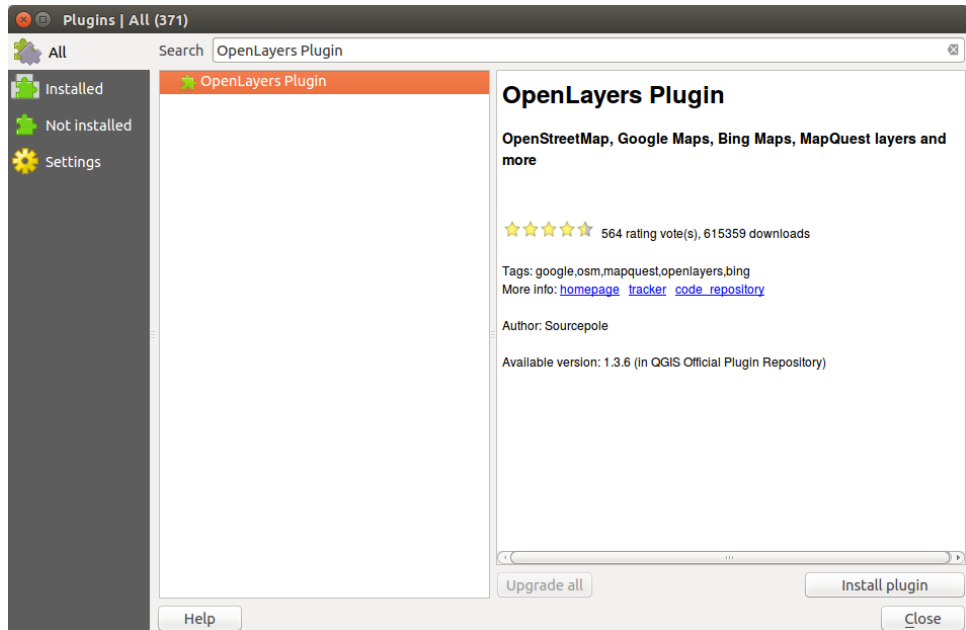 Plugins | All (371)
All
Installed
Not installed
Settings
Search OpenLayers Plugin
OpenLayers Plugin
OpenLayers Plugin
OpenStreetMap, Google Maps, Bing Maps, MapQuest layers and
more
564 rating vote(s), 615359 downloads
Tags: google,osm,mapquest,openlayers,bing
More info: homepage tracker code_repository
Author: Sourcepole
Available version: 1.3.6 (in QGIS Official Plugin Repository)
Upgrade all
Install plugin
Help
Close